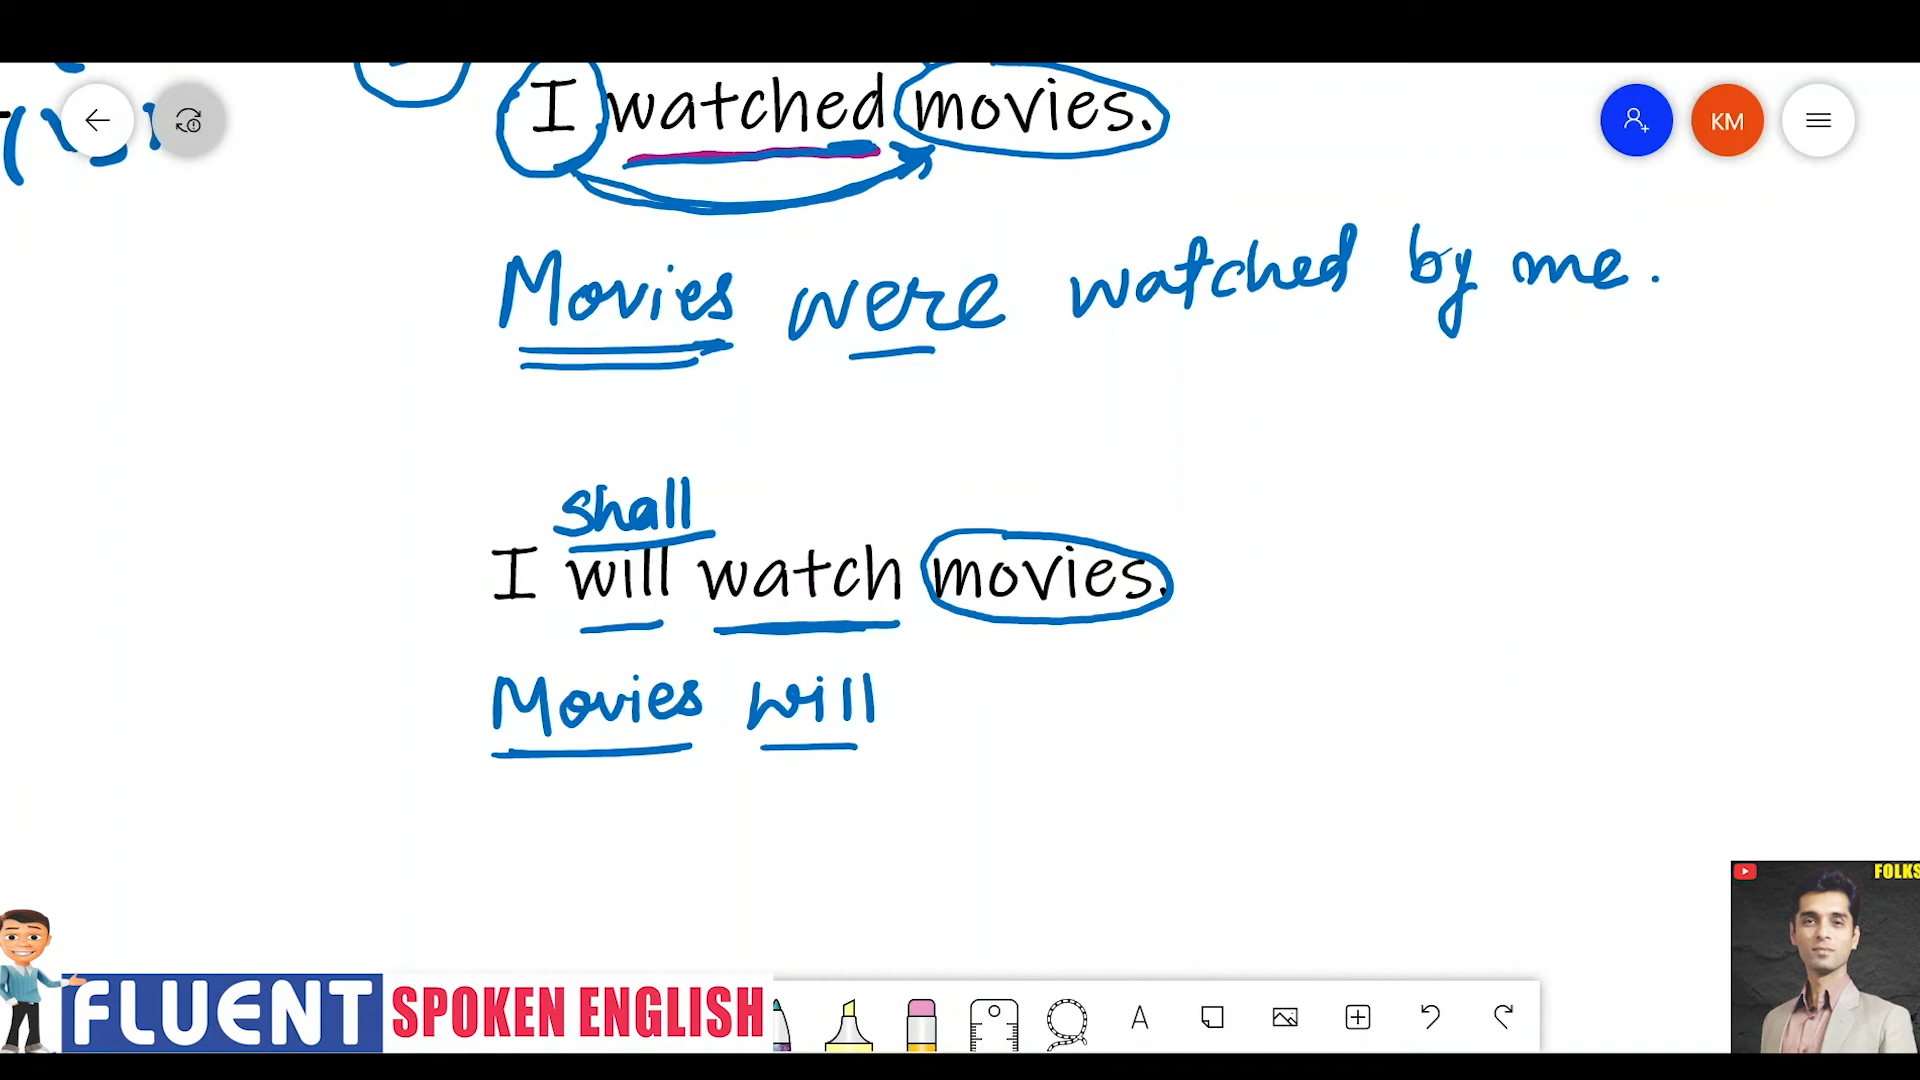 I watched movies.
KM
Movies were watched by me.
shall
I will watch movies.
Movies will
FOLKS
FLUENT SPOKEN ENGLISH
A